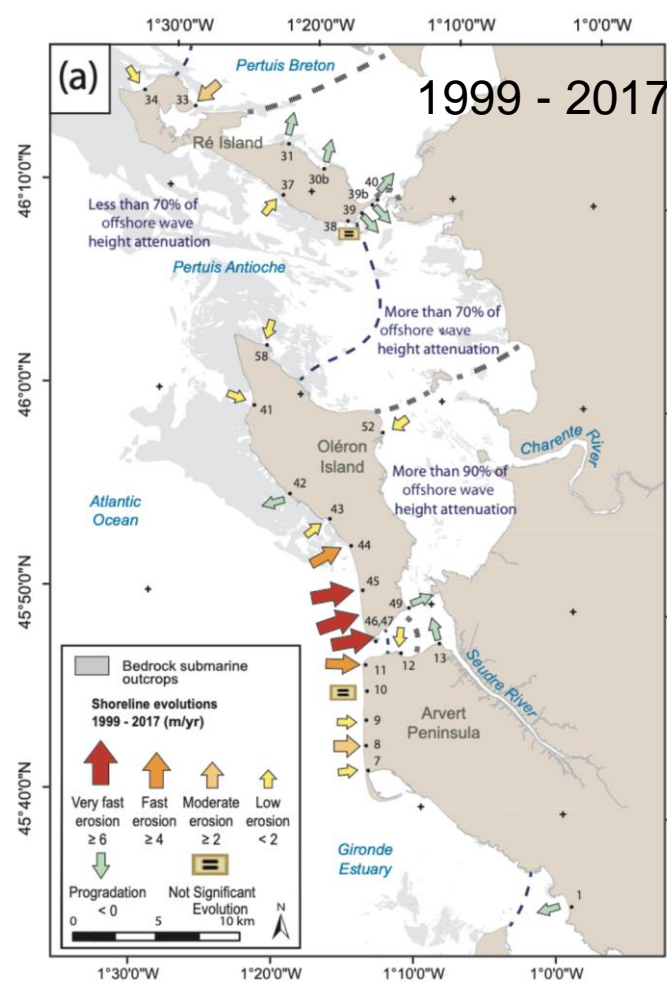 1°30'0"W 1°20'0"W 1°10'0"W 1°0'0"W
(a)
1999 - 2017
Pertuis Breton
34
33
Ré Island
31
30b
46°10'0"N
37
40
39b
39
38
=
Less than 70% of
offshore wave
height attenuation
Pertuis Antioche
More than 70% of
offshore wave
height attenuation
58
46°0'0"N
41
52
Oléron
Island
Charente
River
More than 90% of
offshore wave
height attenuation
42
43
Atlantic
Ocean
44
45°50'0"N
45
49
46,47
12
13
Seudre River
11
=
10
9
8
7
Arvert
Peninsula
45°40'0"N
Bedrock submarine
outcrops
Shoreline evolutions
1999 - 2017 (m/yr)
Very fast
erosion
≥ 6
Fast
erosion
≥ 4
Moderate
erosion
≥ 2
Low
erosion
< 2
Progradation
< 0
=
Not Significant
Evolution
0 5 10 km
N
Gironde
Estuary
1
1°30'0"W 1°20'0"W 1°10'0"W 1°0'0"W